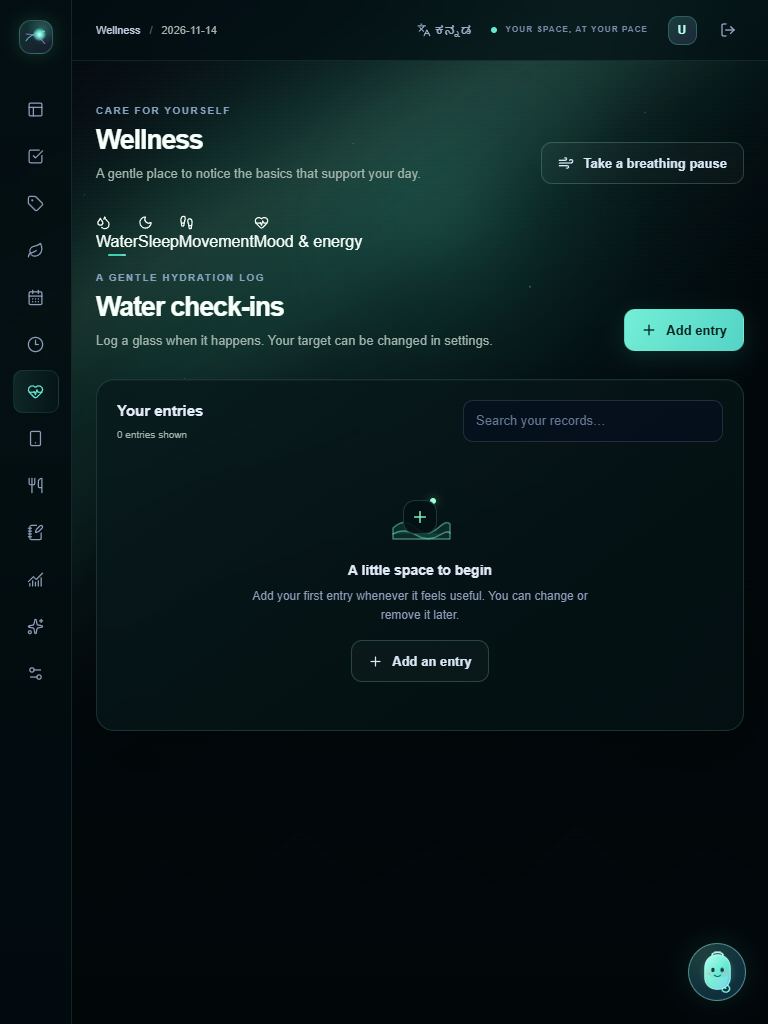 Wellness / 2026-11-14
ಕನ್ನಡ
YOUR SPACE, AT YOUR PACE
U
CARE FOR YOURSELF
Wellness
A gentle place to notice the basics that support your day.
Take a breathing pause
WaterSleepMovementMood & energy
A GENTLE HYDRATION LOG
Water check-ins
Log a glass when it happens. Your target can be changed in settings.
Add entry
Your entries
0 entries shown
Search your records…
A little space to begin
Add your first entry whenever it feels useful. You can change or
remove it later.
Add an entry